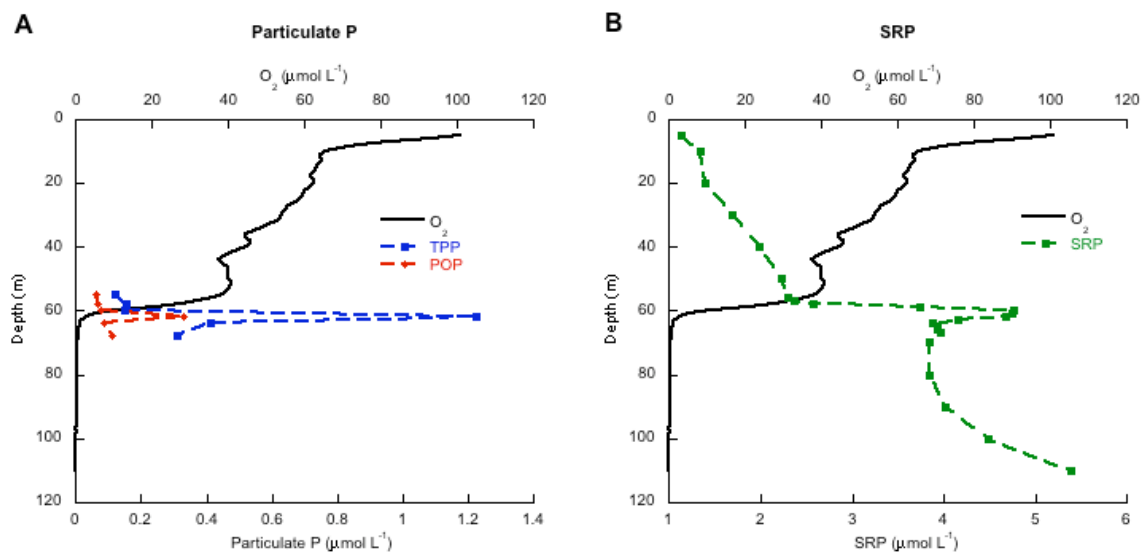 A
Particulate P
O2 (μmol L-1)
0 20 40 60 80 100 120
0
20
40
60
80
100
120
Depth (m)
O2
TPP
POP
0 0.2 0.4 0.6 0.8 1 1.2 1.4
Particulate P (μmol L-1)
B
SRP
O2 (μmol L-1)
0 20 40 60 80 100 120
0
20
40
60
80
100
120
Depth (m)
O2
SRP
1 2 3 4 5 6
SRP (μmol L-1)